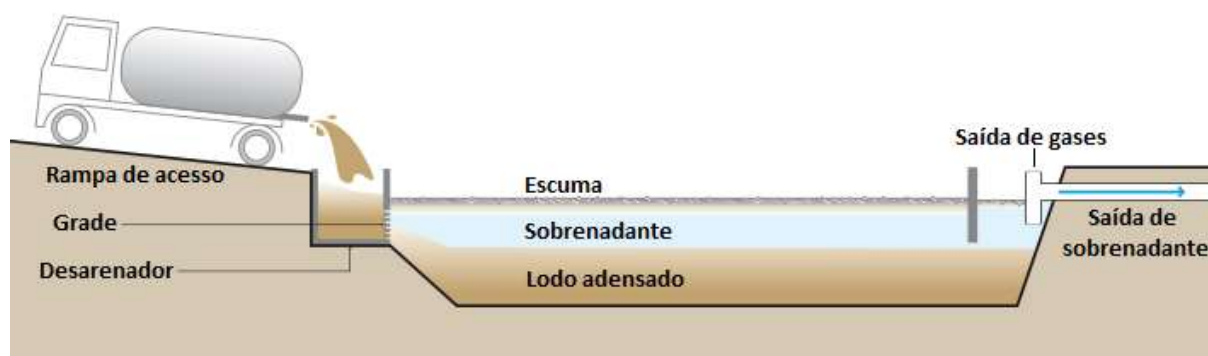 Rampa de acesso
Grade
Desarenador
Escuma
Sobrenadante
Lodo adensado
Saída de gases
Saída de
sobrenadante